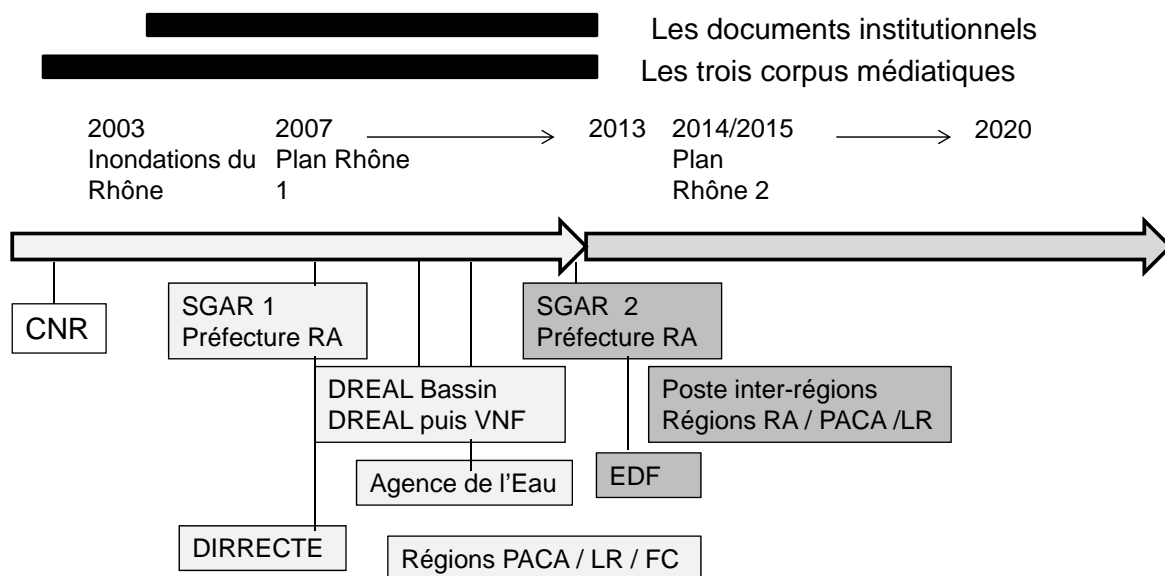 Les documents institutionnels
Les trois corpus médiatiques
2003
Inondations du
Rhône
2007
Plan Rhône
1
2013
2014/2015
Plan
Rhône 2
2020
CNR
SGAR 1
Préfecture RA
SGAR 2
Préfecture RA
DREAL Bassin
DREAL puis VNF
Poste inter-régions
Régions RA / PACA /LR
Agence de l'Eau
EDF
DIRRECTE
Régions PACA / LR / FC